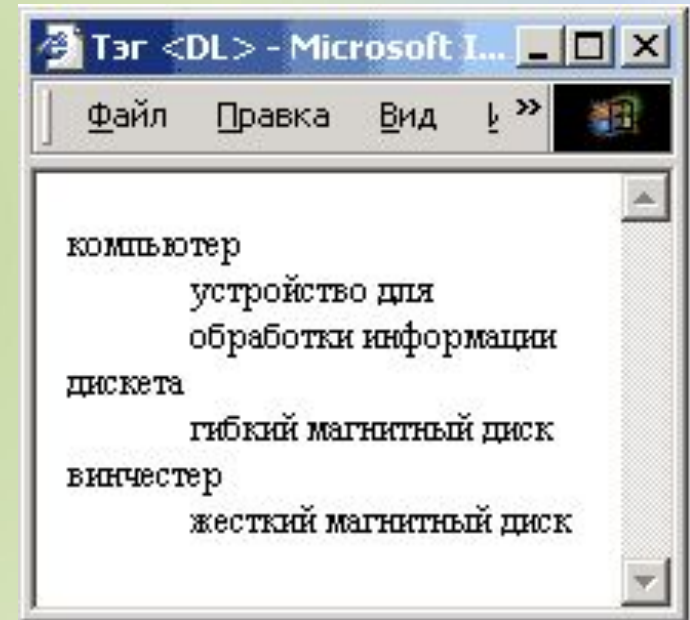 Тэг <DL> - Microsoft I...
Файл Правка Вид »
компьютер
устройство для
обработки информации
дискета
гибкий магнитный диск
винчестер
жесткий магнитный диск